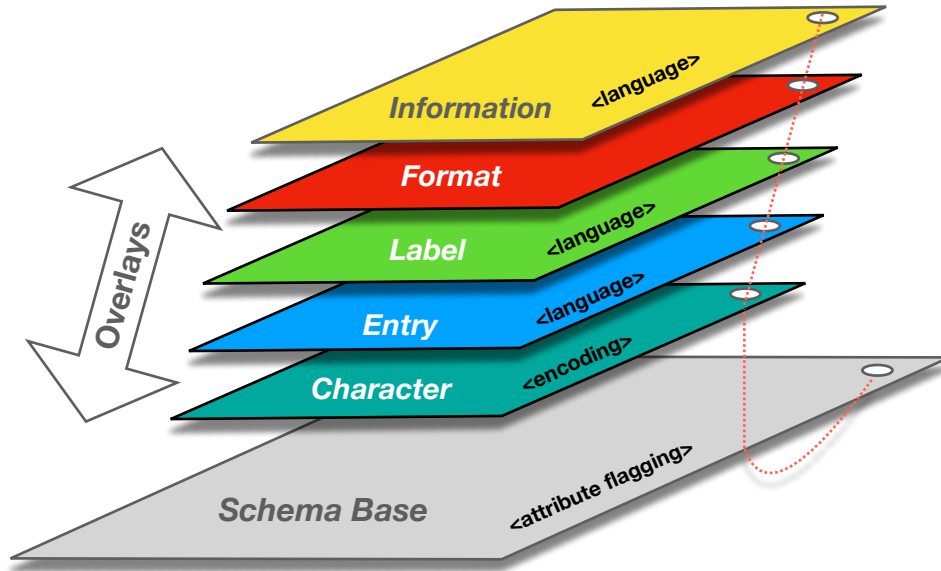 Information <language>
Format
Label <language>
Overlays
Entry <language>
Character <encoding>
Schema Base <attribute flagging>